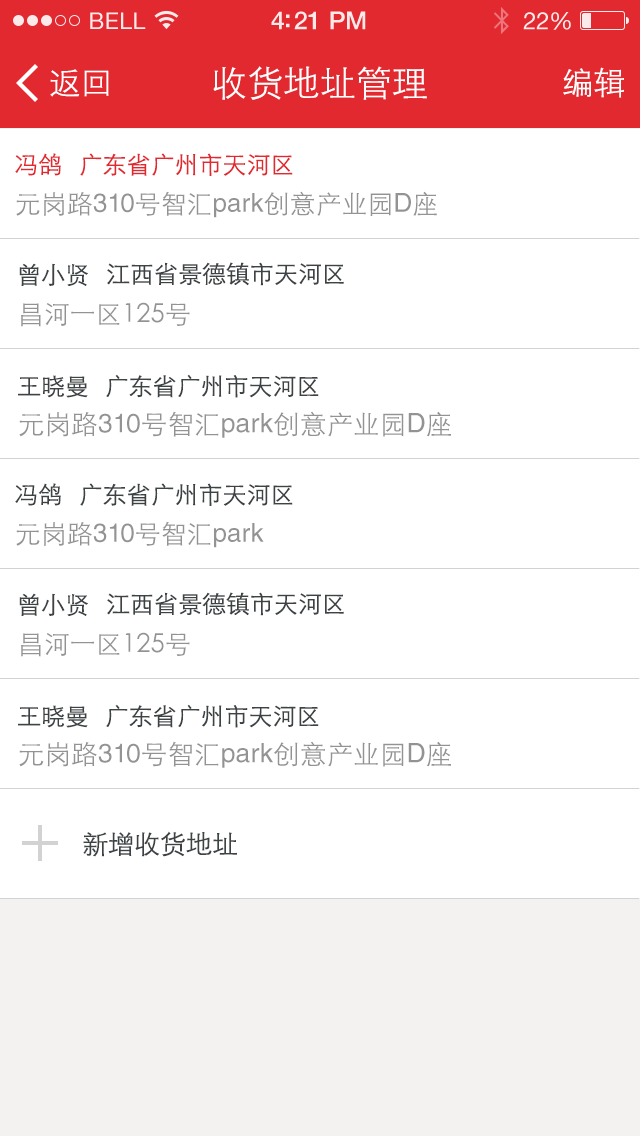 BELL 4:21 PM 22%
返回 收货地址管理 编辑
冯鸽 广东省广州市天河区
元岗路310号智汇park创意产业园D座
曾小贤 江西省景德镇市天河区
昌河一区125号
王晓曼 广东省广州市天河区
元岗路310号智汇park创意产业园D座
冯鸽 广东省广州市天河区
元岗路310号智汇park
曾小贤 江西省景德镇市天河区
昌河一区125号
王晓曼 广东省广州市天河区
元岗路310号智汇park创意产业园D座
新增收货地址